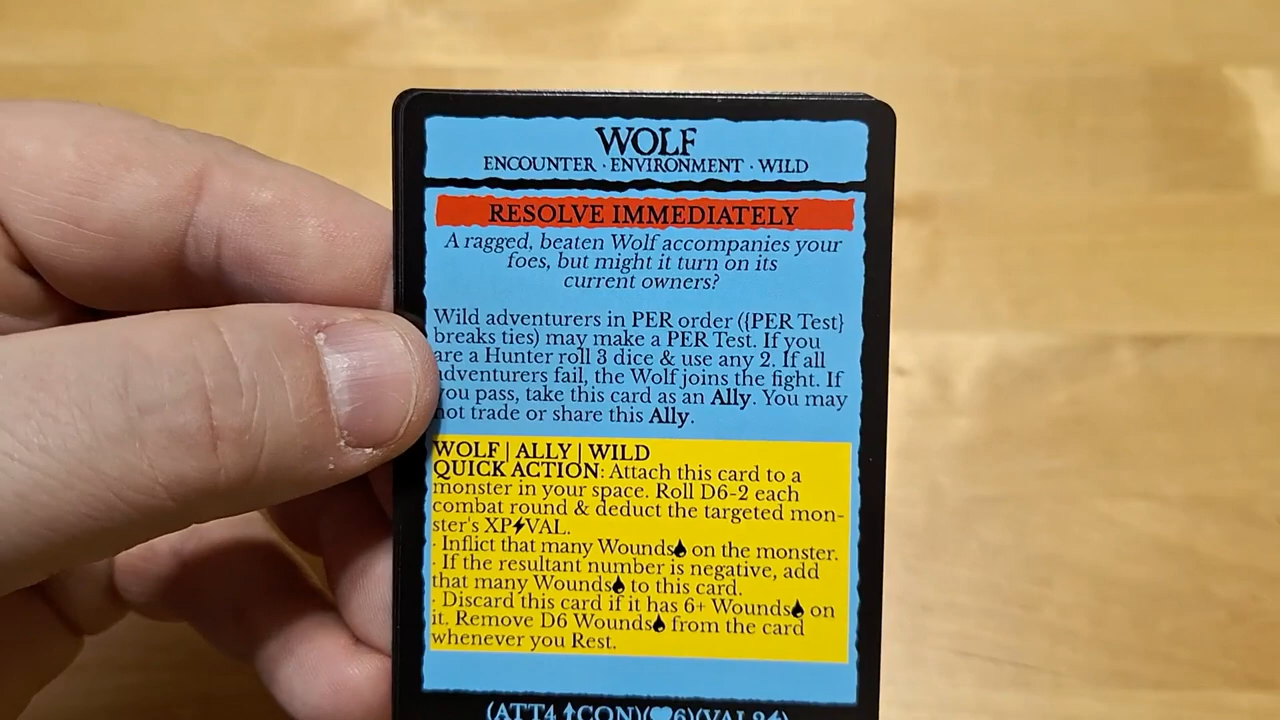 WOLF
ENCOUNTER · ENVIRONMENT · WILD
RESOLVE IMMEDIATELY
A ragged, beaten Wolf accompanies your
foes, but might it turn on its
current owners?
Wild adventurers in PER order ({PER Test}
breaks ties) may make a PER Test. If you
are a Hunter roll 3 dice & use any 2. If all
adventurers fail, the Wolf joins the fight. If
you pass, take this card as an Ally. You may
not trade or share this Ally.
WOLF | ALLY | WILD
QUICK ACTION: Attach this card to a
monster in your space. Roll D6-2 each
combat round & deduct the targeted mon-
ster's XP⚡VAL.
· Inflict that many Wounds🌢 on the monster.
· If the resultant number is negative, add
that many Wounds🌢 to this card.
· Discard this card if it has 6+ Wounds🌢 on
it. Remove D6 Wounds🌢 from the card
whenever you Rest.
(ATT4 ↑CON)(♥6)(VAL2⚡)